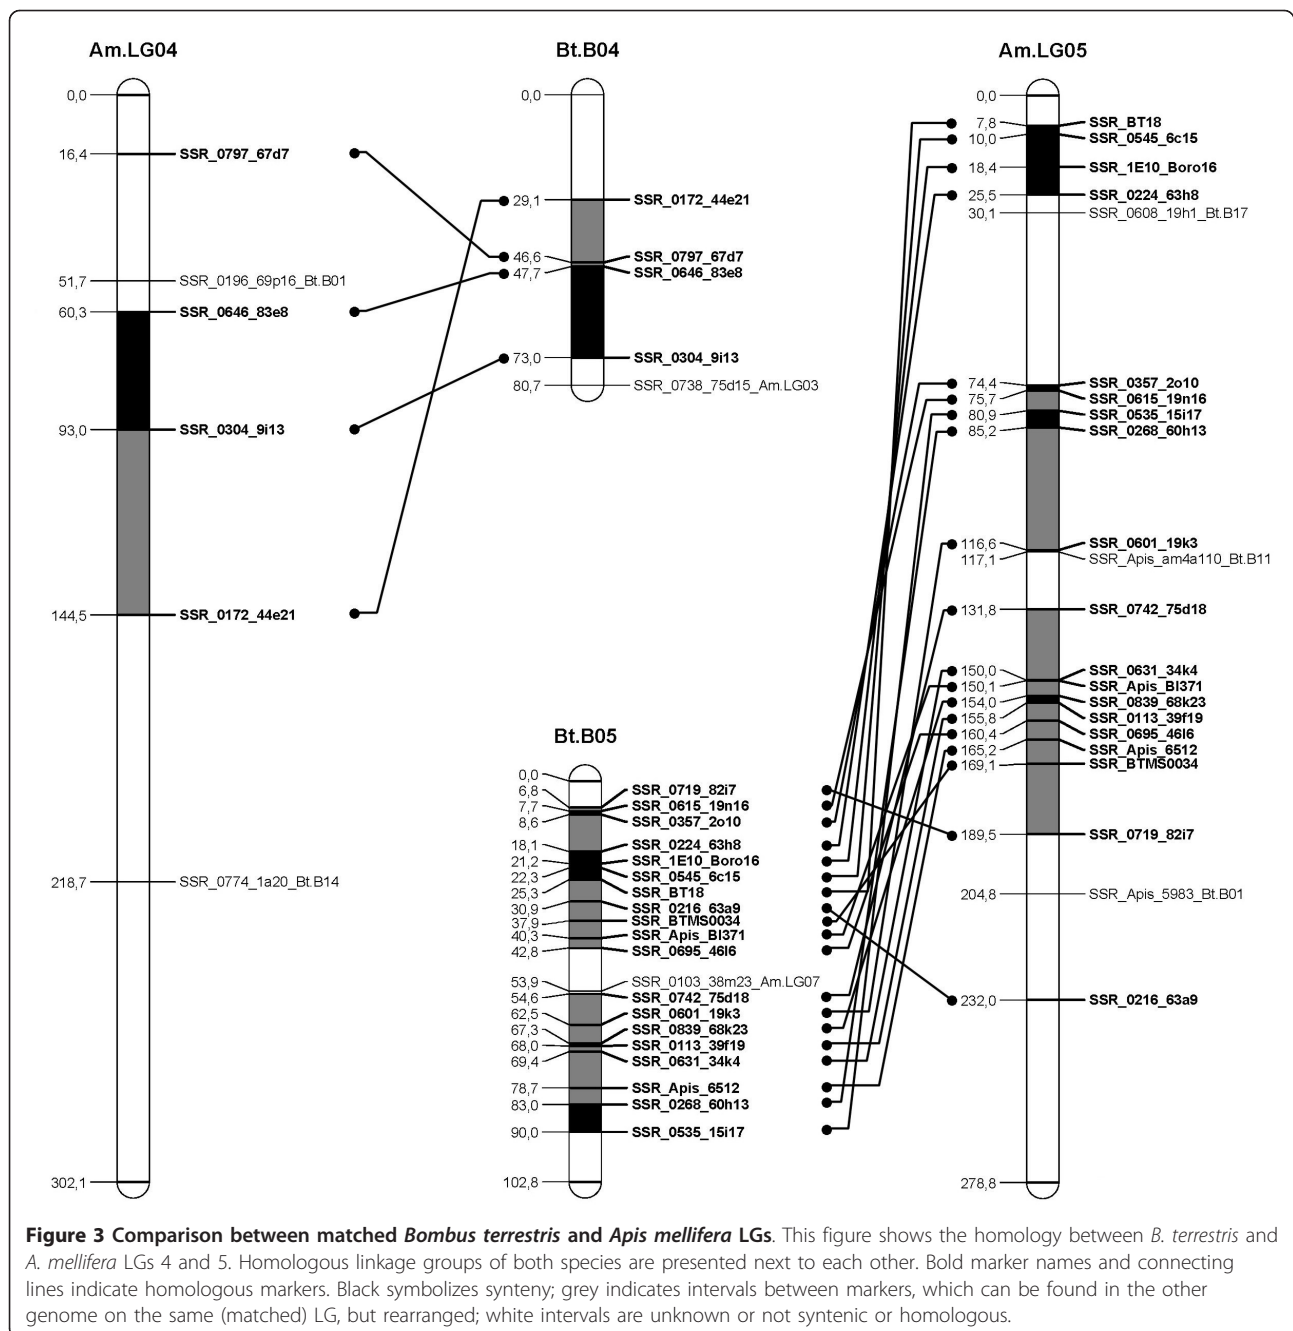 Am.LG04
0,0
16,4 SSR_0797_67d7
51,7 SSR_0196_69p16_Bt.B01
60,3 SSR_0646_83e8
93,0 SSR_0304_9i13
144,5 SSR_0172_44e21
218,7 SSR_0774_1a20_Bt.B14
302,1
Bt.B04
0,0
29,1 SSR_0172_44e21
46,6 SSR_0797_67d7
47,7 SSR_0646_83e8
73,0 SSR_0304_9i13
80,7 SSR_0738_75d15_Am.LG03
Bt.B05
0,0
6,8 SSR_0719_82i7
7,7 SSR_0615_19n16
8,6 SSR_0357_2o10
18,1 SSR_0224_63h8
21,2 SSR_1E10_Boro16
22,3 SSR_0545_6c15
25,3 SSR_BT18
30,9 SSR_0216_63a9
37,9 SSR_BTMS0034
40,3 SSR_Apis_BI371
42,8 SSR_0695_46l6
53,9 SSR_0103_38m23_Am.LG07
54,6 SSR_0742_75d18
62,5 SSR_0601_19k3
67,3 SSR_0839_68k23
68,0 SSR_0113_39f19
69,4 SSR_0631_34k4
78,7 SSR_Apis_6512
83,0 SSR_0268_60h13
90,0 SSR_0535_15i17
102,8
Am.LG05
0,0
7,8 SSR_BT18
10,0 SSR_0545_6c15
18,4 SSR_1E10_Boro16
25,5 SSR_0224_63h8
30,1 SSR_0608_19h1_Bt.B17
74,4 SSR_0357_2o10
75,7 SSR_0615_19n16
80,9 SSR_0535_15i17
85,2 SSR_0268_60h13
116,6 SSR_0601_19k3
117,1 SSR_Apis_am4a110_Bt.B11
131,8 SSR_0742_75d18
150,0 SSR_0631_34k4
150,1 SSR_Apis_BI371
154,0 SSR_0839_68k23
155,8 SSR_0113_39f19
160,4 SSR_0695_46l6
165,2 SSR_Apis_6512
169,1 SSR_BTMS0034
189,5 SSR_0719_82i7
204,8 SSR_Apis_5983_Bt.B01
232,0 SSR_0216_63a9
278,8
Figure 3 Comparison between matched Bombus terrestris and Apis mellifera LGs. This figure shows the homology between B. terrestris and
A. mellifera LGs 4 and 5. Homologous linkage groups of both species are presented next to each other. Bold marker names and connecting
lines indicate homologous markers. Black symbolizes synteny; grey indicates intervals between markers, which can be found in the other
genome on the same (matched) LG, but rearranged; white intervals are unknown or not syntenic or homologous.